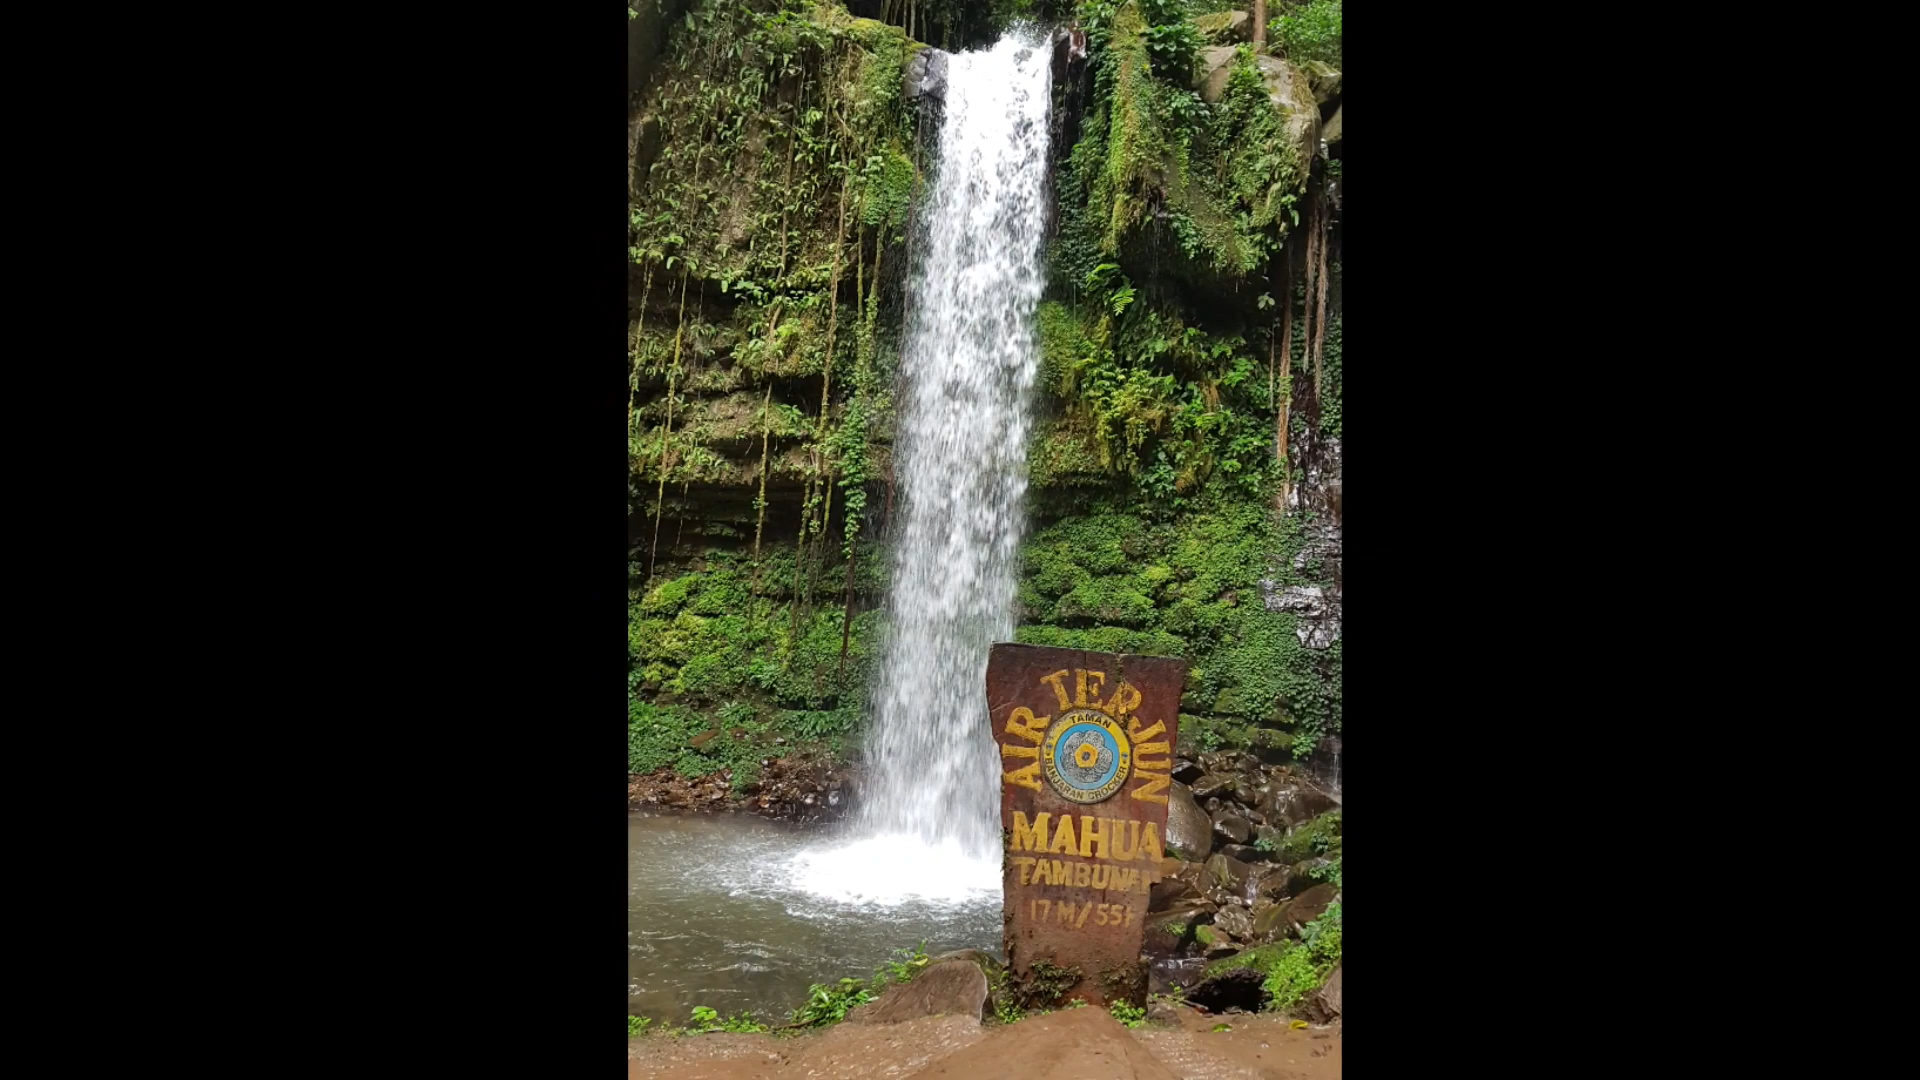 AIR TERJUN
TAMAN
BANJARAN CROCKER
MAHUA
TAMBUNAN
17 M/55F